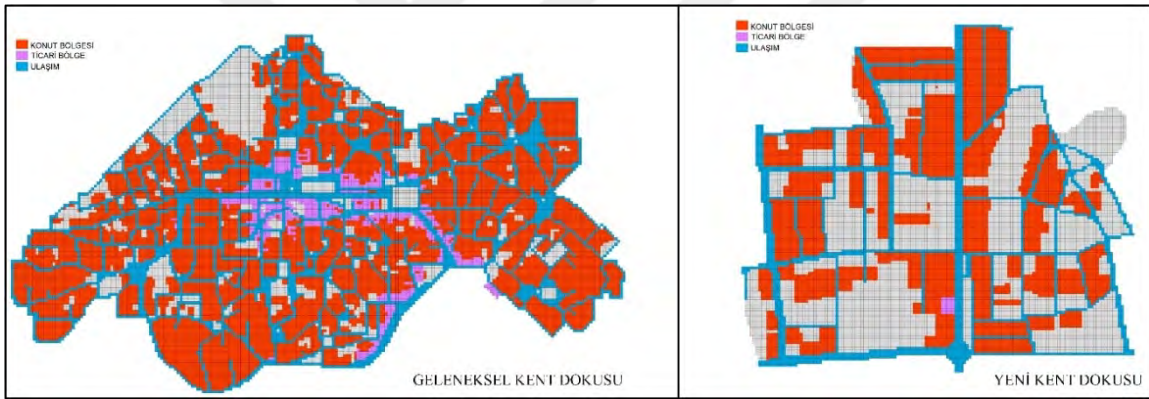 KONUT BÖLGESİ
TİCARİ BÖLGE
ULAŞIM
GELENEKSEL KENT DOKUSU
KONUT BÖLGESİ
TİCARİ BÖLGE
ULAŞIM
YENİ KENT DOKUSU